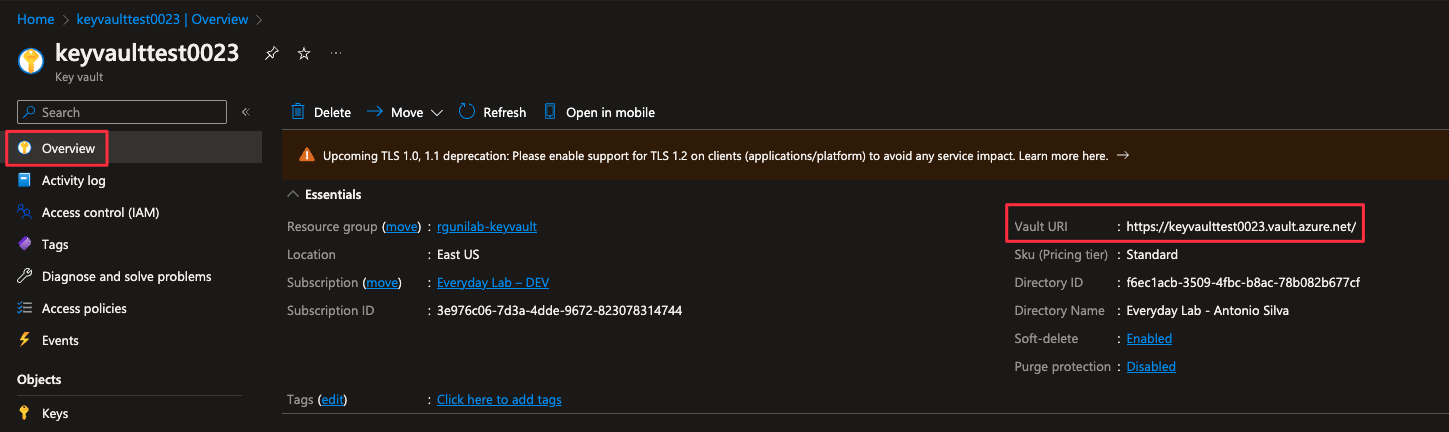 Home > keyvaulttest0023 | Overview >
keyvaulttest0023
Key vault
Search
«
Overview
Activity log
Access control (IAM)
Tags
Diagnose and solve problems
Access policies
Events
Objects
Keys
Delete Move Refresh Open in mobile
Upcoming TLS 1.0, 1.1 deprecation: Please enable support for TLS 1.2 on clients (applications/platform) to avoid any service impact. Learn more here. →
Essentials
Resource group (move) : rgunilab-keyvault
Location : East US
Subscription (move) : Everyday Lab – DEV
Subscription ID : 3e976c06-7d3a-4dde-9672-823078314744
Vault URI : https://keyvaulttest0023.vault.azure.net/
Sku (Pricing tier) : Standard
Directory ID : f6ec1acb-3509-4fbc-b8ac-78b082b677cf
Directory Name : Everyday Lab - Antonio Silva
Soft-delete : Enabled
Purge protection : Disabled
Tags (edit) : Click here to add tags